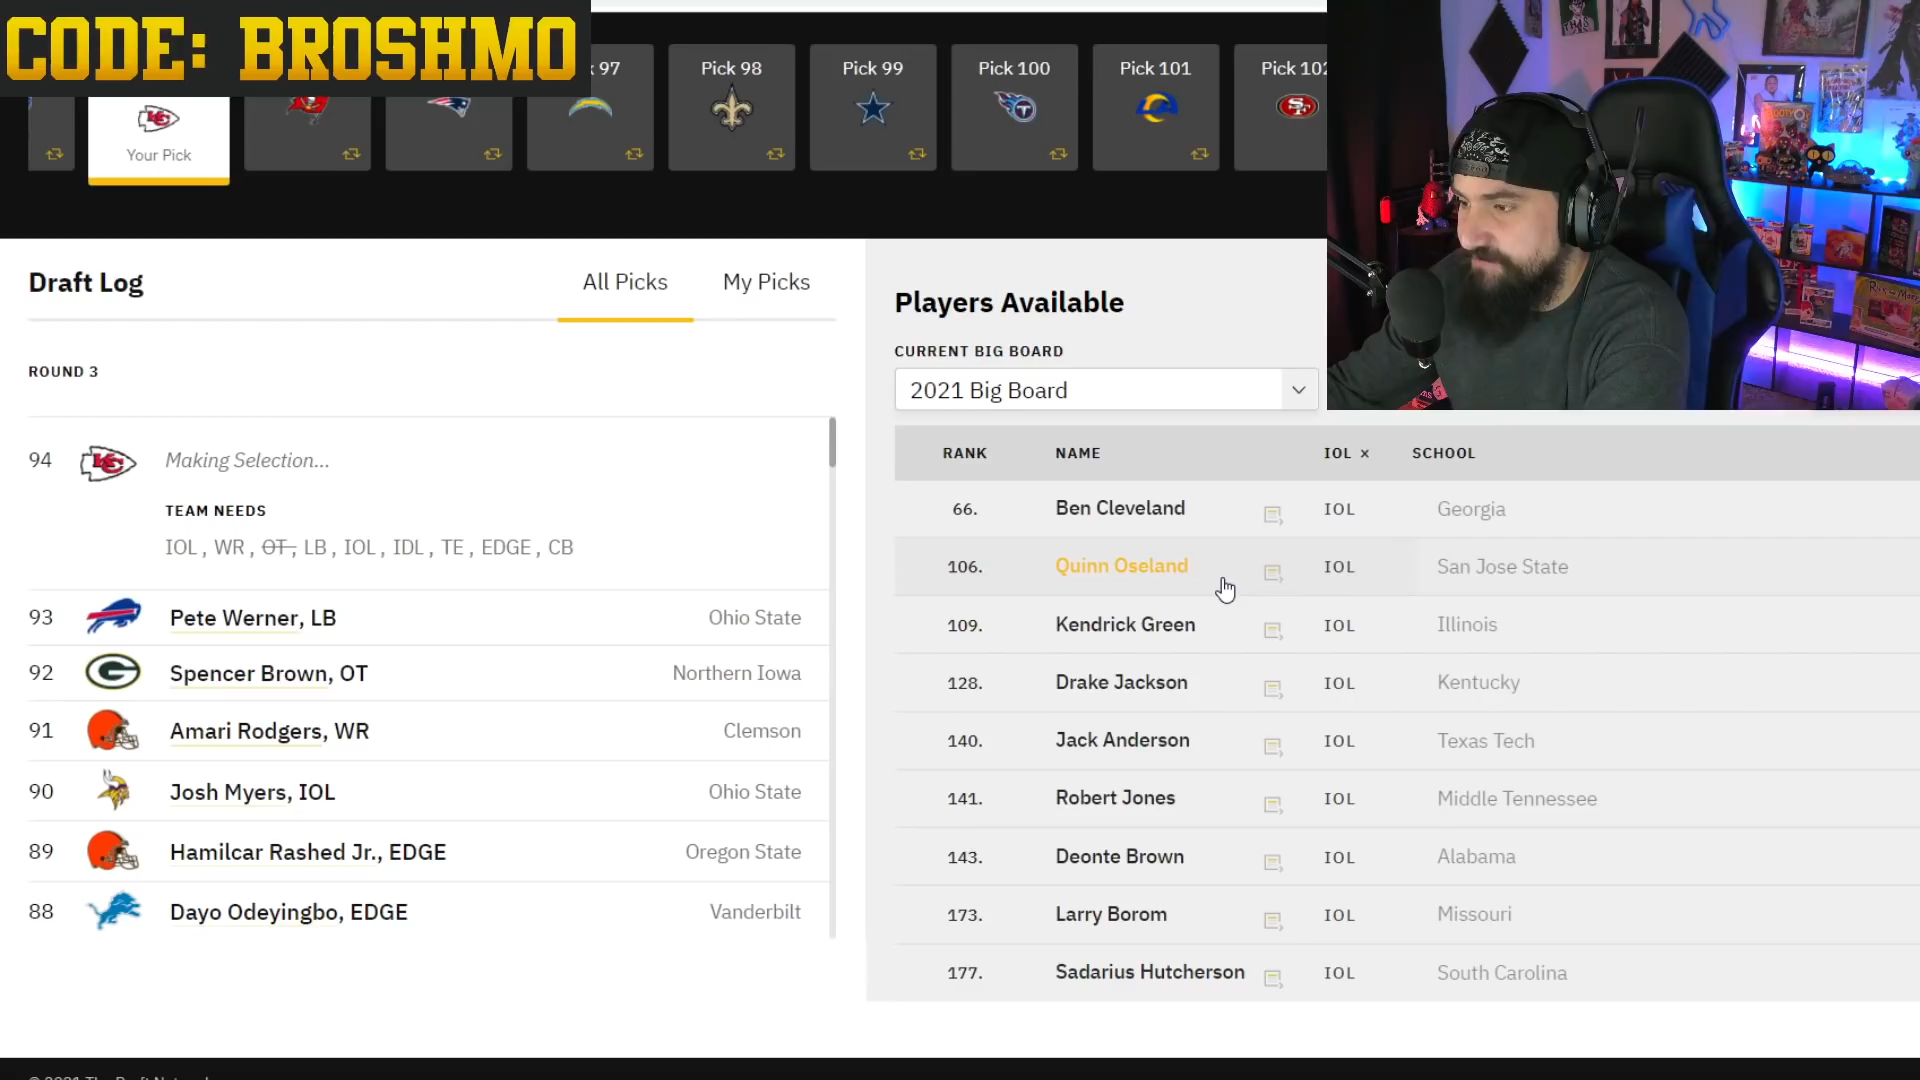 CODE: BROSHMO
97
Pick 98
Pick 99
Pick 100
Pick 101
Pick 102
Your Pick
Draft Log
All Picks
My Picks
ROUND 3
94
Making Selection...
TEAM NEEDS
IOL, WR, OT, LB, IOL, IDL, TE, EDGE, CB
93 Pete Werner, LB Ohio State
92 Spencer Brown, OT Northern Iowa
91 Amari Rodgers, WR Clemson
90 Josh Myers, IOL Ohio State
89 Hamilcar Rashed Jr., EDGE Oregon State
88 Dayo Odeyingbo, EDGE Vanderbilt
Players Available
CURRENT BIG BOARD
2021 Big Board
RANK NAME IOL x SCHOOL
66. Ben Cleveland IOL Georgia
106. Quinn Oseland IOL San Jose State
109. Kendrick Green IOL Illinois
128. Drake Jackson IOL Kentucky
140. Jack Anderson IOL Texas Tech
141. Robert Jones IOL Middle Tennessee
143. Deonte Brown IOL Alabama
173. Larry Borom IOL Missouri
177. Sadarius Hutcherson IOL South Carolina